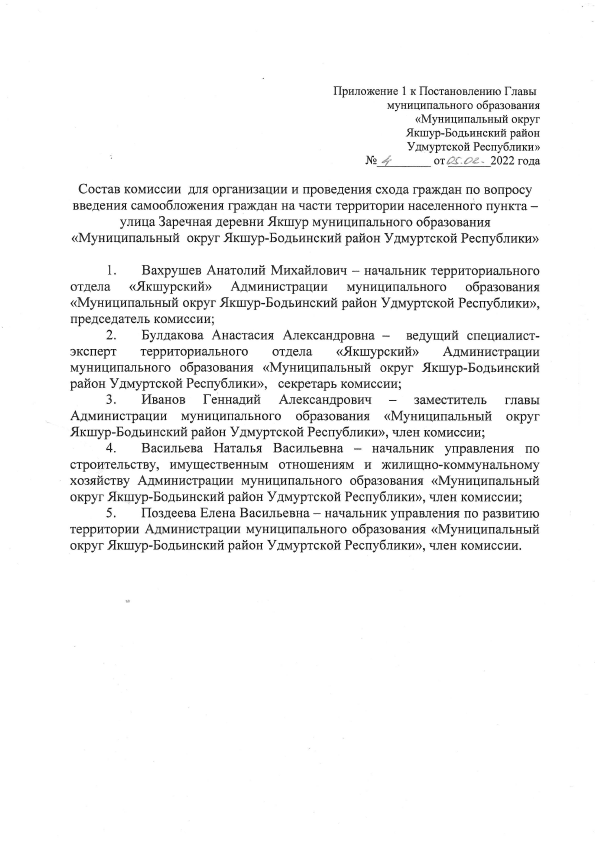 Приложение 1 к Постановлению Главы
муниципального образования
«Муниципальный округ
Якшур-Бодьинский район
Удмуртской Республики»
№ 4 от 05.02. 2022 года
Состав комиссии для организации и проведения схода граждан по вопросу
введения самообложения граждан на части территории населенного пункта –
улица Заречная деревни Якшур муниципального образования
«Муниципальный округ Якшур-Бодьинский район Удмуртской Республики»
1. Вахрушев Анатолий Михайлович – начальник территориального
отдела «Якшурский» Администрации муниципального образования
«Муниципальный округ Якшур-Бодьинский район Удмуртской Республики»,
председатель комиссии;
2. Булдакова Анастасия Александровна – ведущий специалист-
эксперт территориального отдела «Якшурский» Администрации
муниципального образования «Муниципальный округ Якшур-Бодьинский
район Удмуртской Республики», секретарь комиссии;
3. Иванов Геннадий Александрович – заместитель главы
Администрации муниципального образования «Муниципальный округ
Якшур-Бодьинский район Удмуртской Республики», член комиссии;
4. Васильева Наталья Васильевна – начальник управления по
строительству, имущественным отношениям и жилищно-коммунальному
хозяйству Администрации муниципального образования «Муниципальный
округ Якшур-Бодьинский район Удмуртской Республики», член комиссии;
5. Поздеева Елена Васильевна – начальник управления по развитию
территории Администрации муниципального образования «Муниципальный
округ Якшур-Бодьинский район Удмуртской Республики», член комиссии.